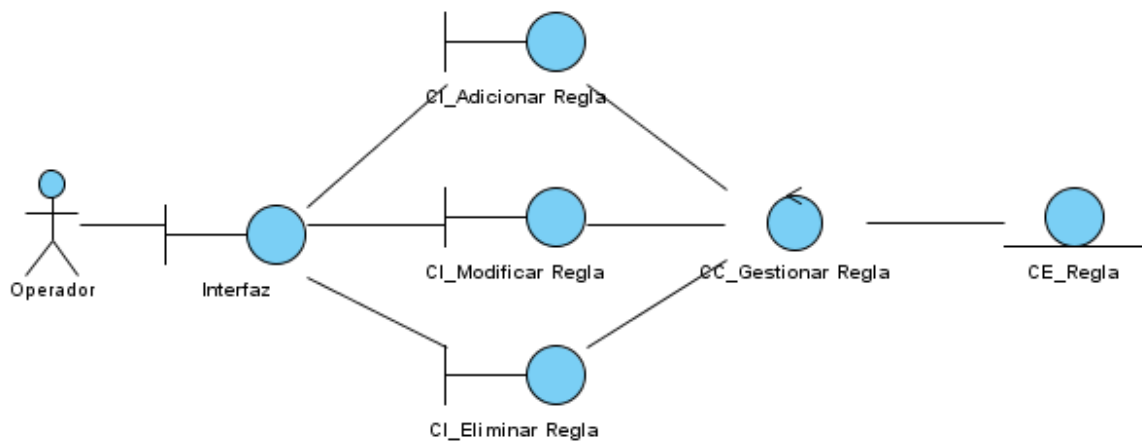 CI_Adicionar Regla
Operador
Interfaz
CI_Modificar Regla
CC_Gestionar Regla
CE_Regla
CI_Eliminar Regla